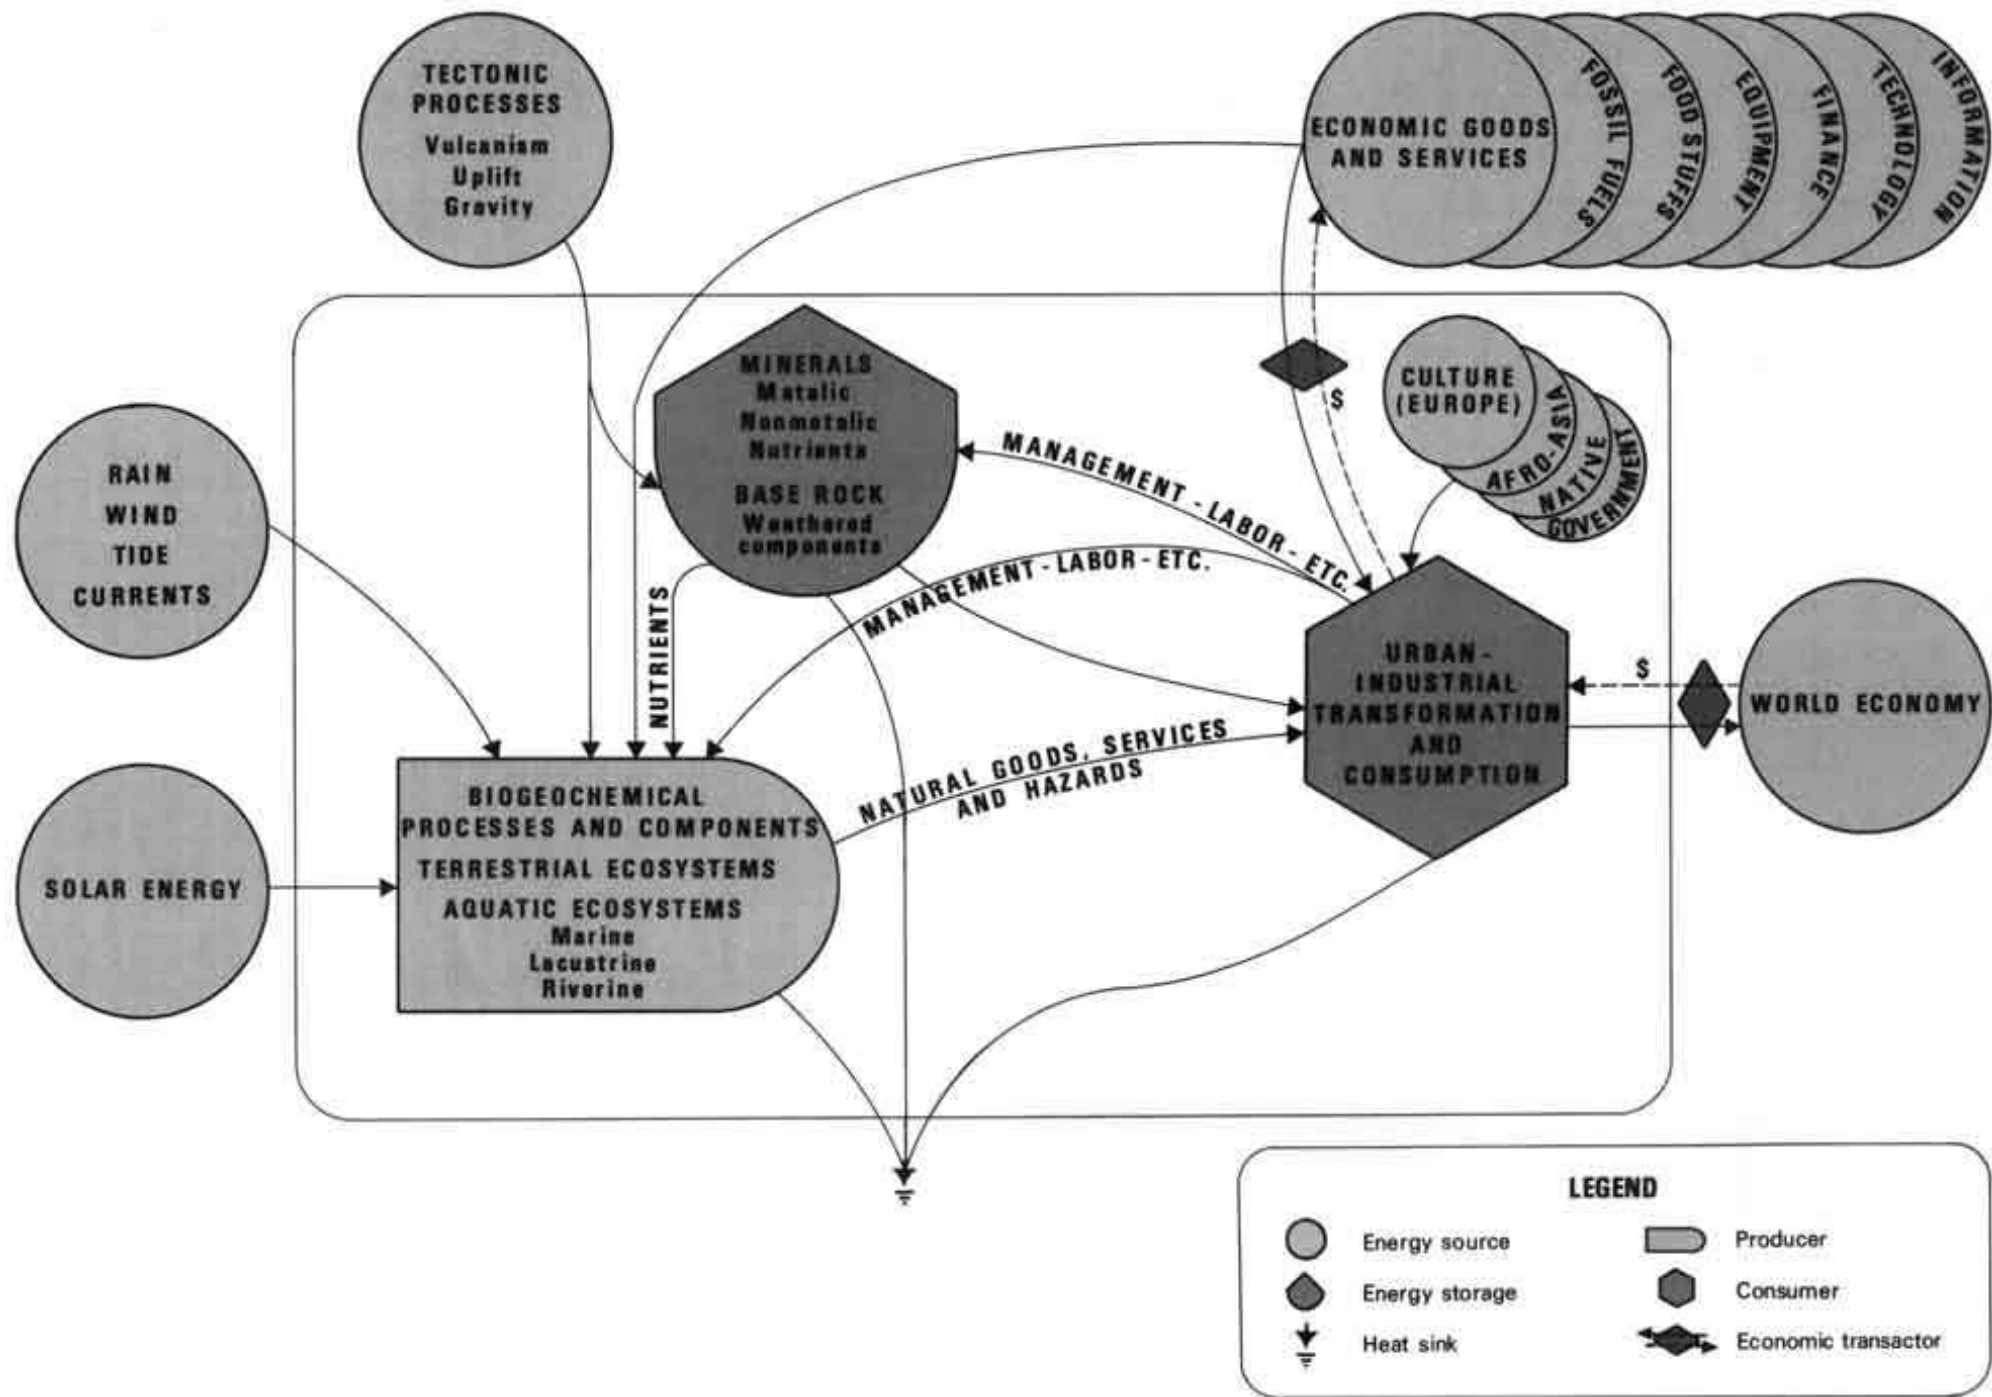 TECTONIC
PROCESSES
Vulcanism
Uplift
Gravity
ECONOMIC GOODS
AND SERVICES
FOSSIL FUELS
FOOD STUFFS
EQUIPMENT
FINANCE
TECHNOLOGY
INFORMATION
RAIN
WIND
TIDE
CURRENTS
MINERALS
Matalic
Nonmetalic
Nutrients
BASE ROCK
Weathered
components
$
CULTURE
(EUROPE)
AFRO-ASIA
NATIVE
GOVERNMENT
MANAGEMENT - LABOR - ETC.
MANAGEMENT - LABOR - ETC.
NUTRIENTS
URBAN-
INDUSTRIAL
TRANSFORMATION
AND
CONSUMPTION
$
WORLD ECONOMY
NATURAL GOODS, SERVICES
AND HAZARDS
SOLAR ENERGY
BIOGEOCHEMICAL
PROCESSES AND COMPONENTS
TERRESTRIAL ECOSYSTEMS
AQUATIC ECOSYSTEMS
Marine
Lacustrine
Riverine
LEGEND
Energy source
Producer
Energy storage
Consumer
Heat sink
Economic transactor